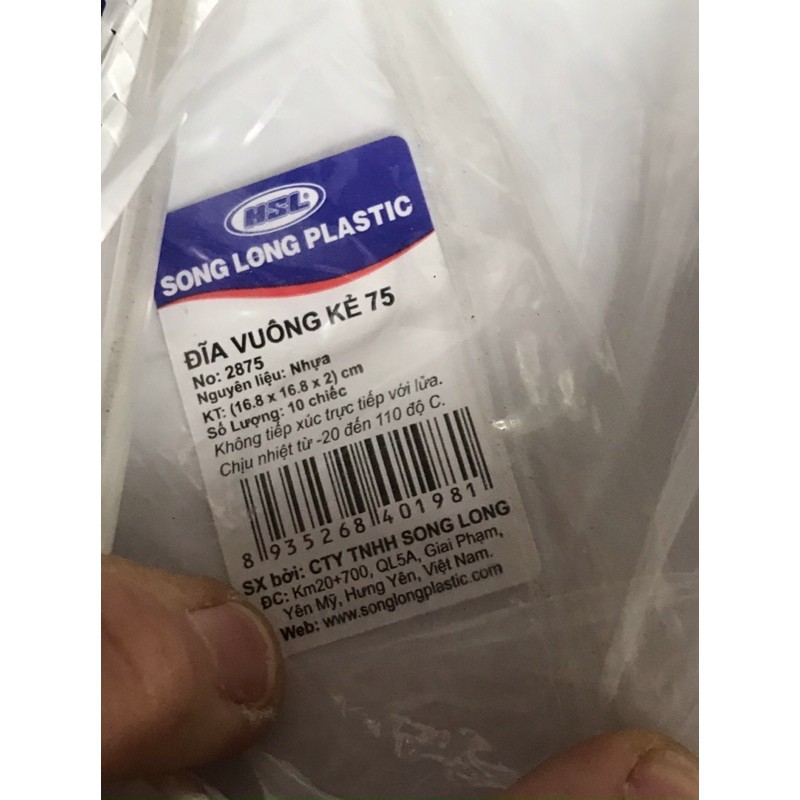 HSL
SONG LONG PLASTIC
ĐĨA VUÔNG KẺ 75
No: 2875
Nguyên liệu: Nhựa
KT: (16.8 x 16.8 x 2) cm
Số Lượng: 10 chiếc
Không tiếp xúc trực tiếp với lửa.
Chịu nhiệt từ -20 đến 110 độ C.
8 935268 401981
SX bởi: CTY TNHH SONG LONG
ĐC: Km20+700, QL5A, Giai Phạm,
Yên Mỹ, Hưng Yên, Việt Nam.
Web: www.songlongplastic.com